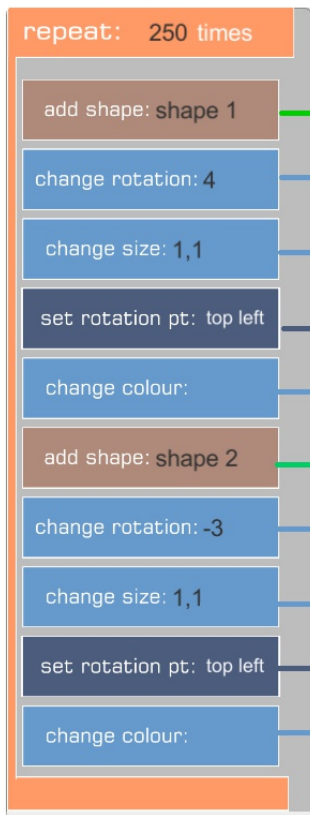 repeat: 250 times
add shape: shape 1
change rotation: 4
change size: 1,1
set rotation pt: top left
change colour:
add shape: shape 2
change rotation: -3
change size: 1,1
set rotation pt: top left
change colour: